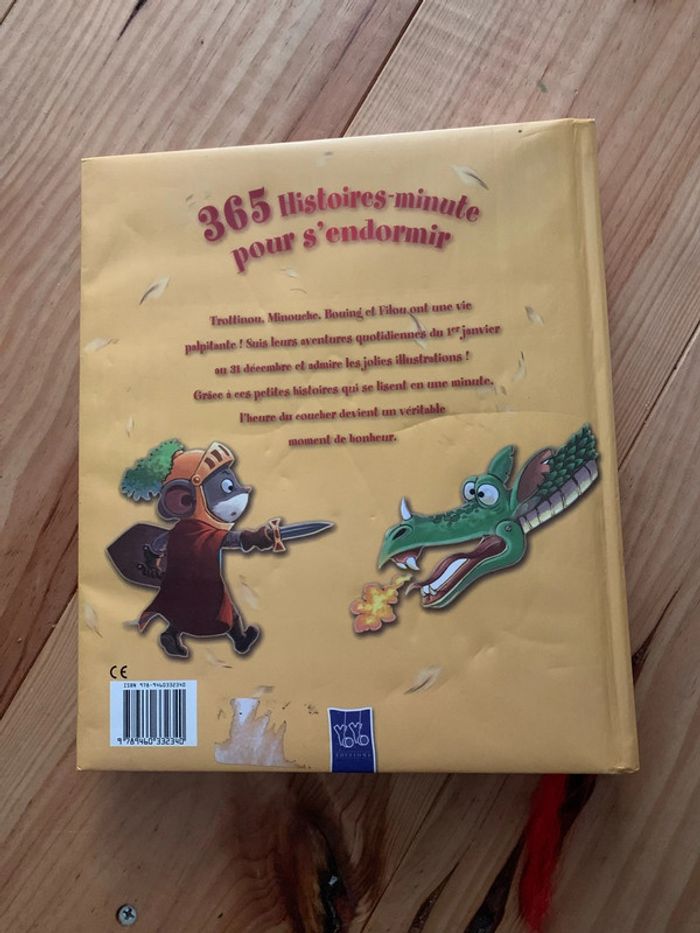 365 Histoires-minute
pour s'endormir
Trottinou, Minouche, Bouing et Filou ont une vie
palpitante ! Suis leurs aventures quotidiennes du 1er janvier
au 31 décembre et admire les jolies illustrations !
Grâce à ces petites histoires qui se lisent en une minute,
l'heure du coucher devient un véritable
moment de bonheur.
CE
ISBN 978-9460332340
9 789460 332340
YoYo
EDITIONS